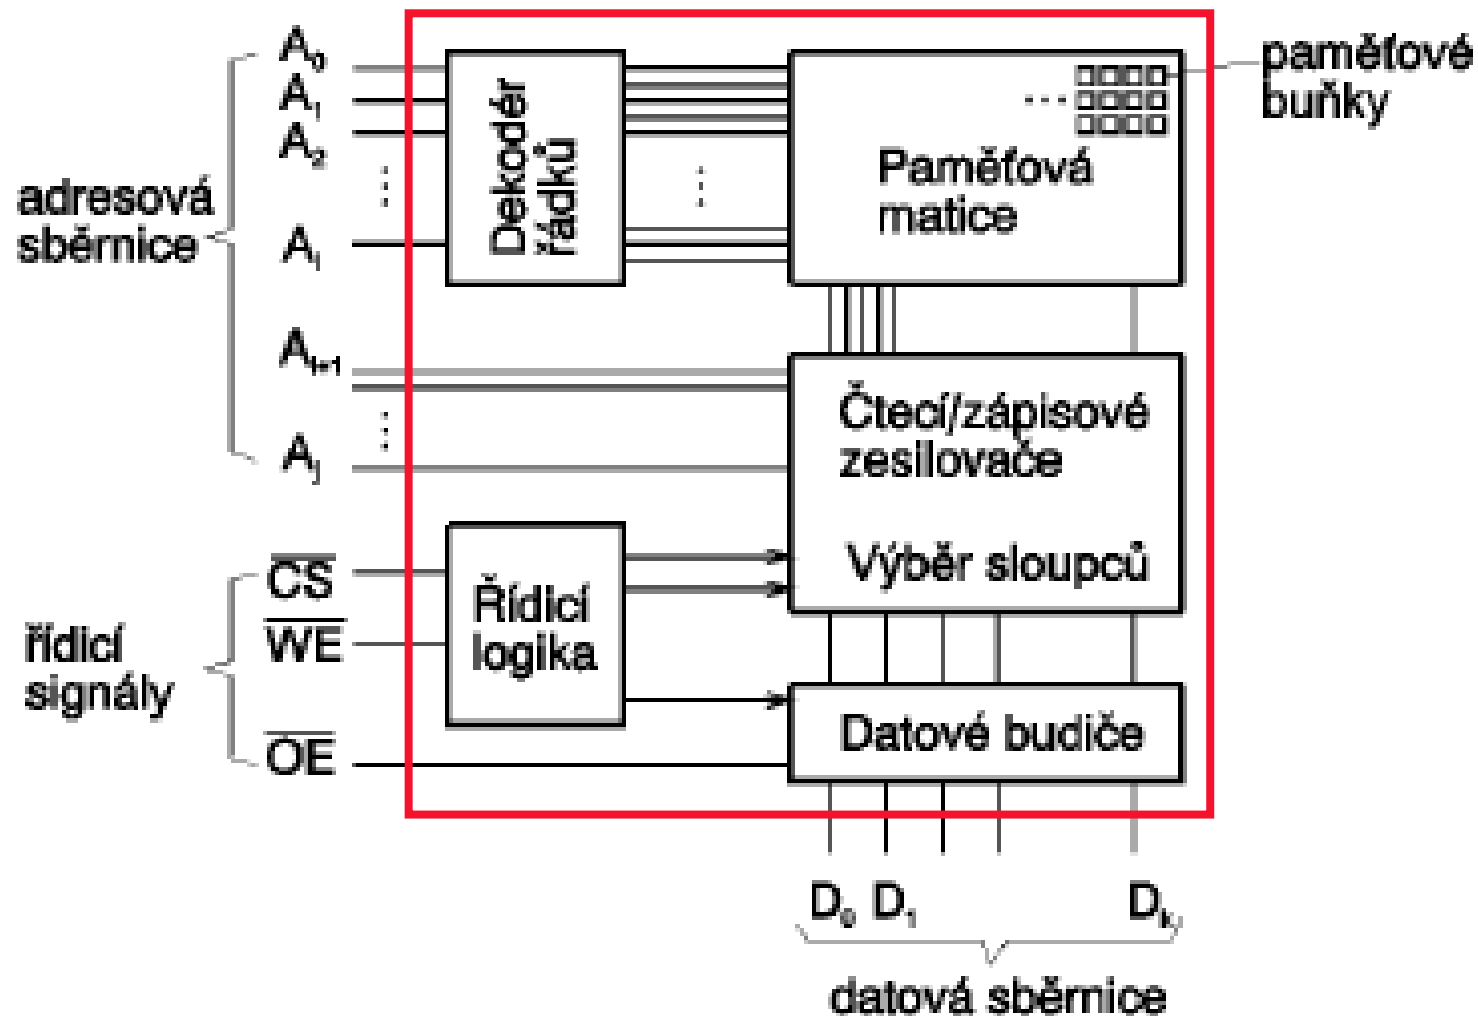 A₀
A₁
A₂
Aᵢ
Aᵢ₊₁
Aⱼ
adresová
sběrnice
CS
WE
OE
řídicí
signály
Dekodér
řádků
Paměťová
matice
paměťové
buňky
Čtecí/zápisové
zesilovače
Výběr sloupců
Řídicí
logika
Datové budiče
D₀ D₁ Dₖ
datová sběrnice